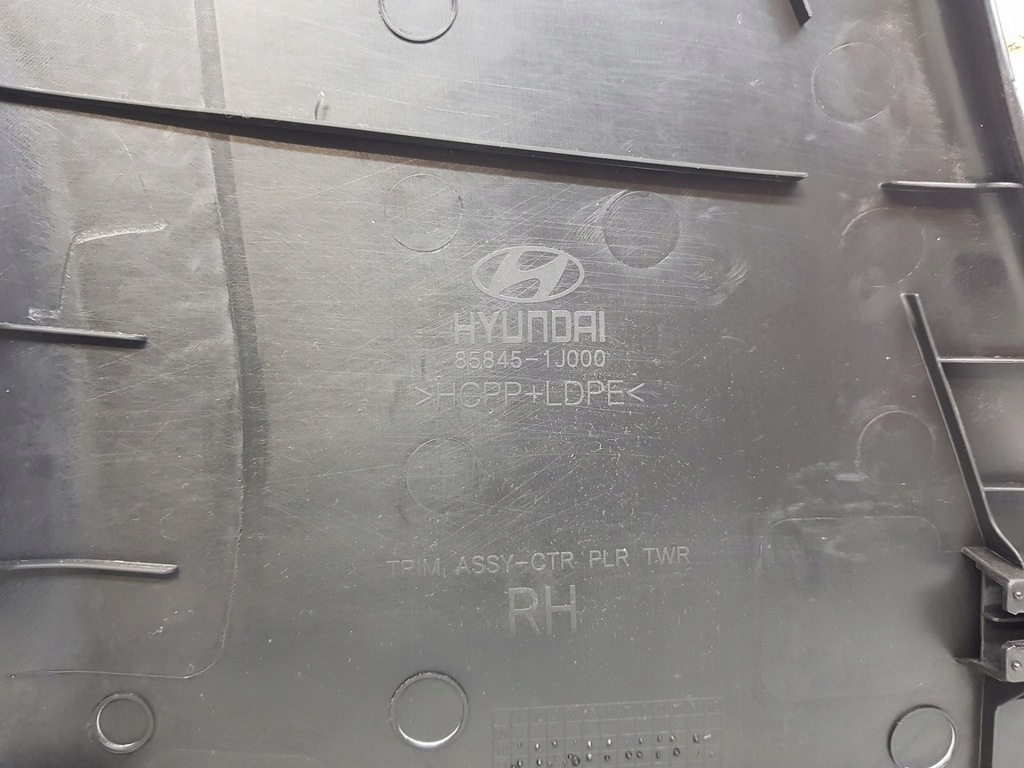 HYUNDAI
85845-1J000
>HCPP+LDPE<
TRIM ASSY-CTR PLR TWR
RH